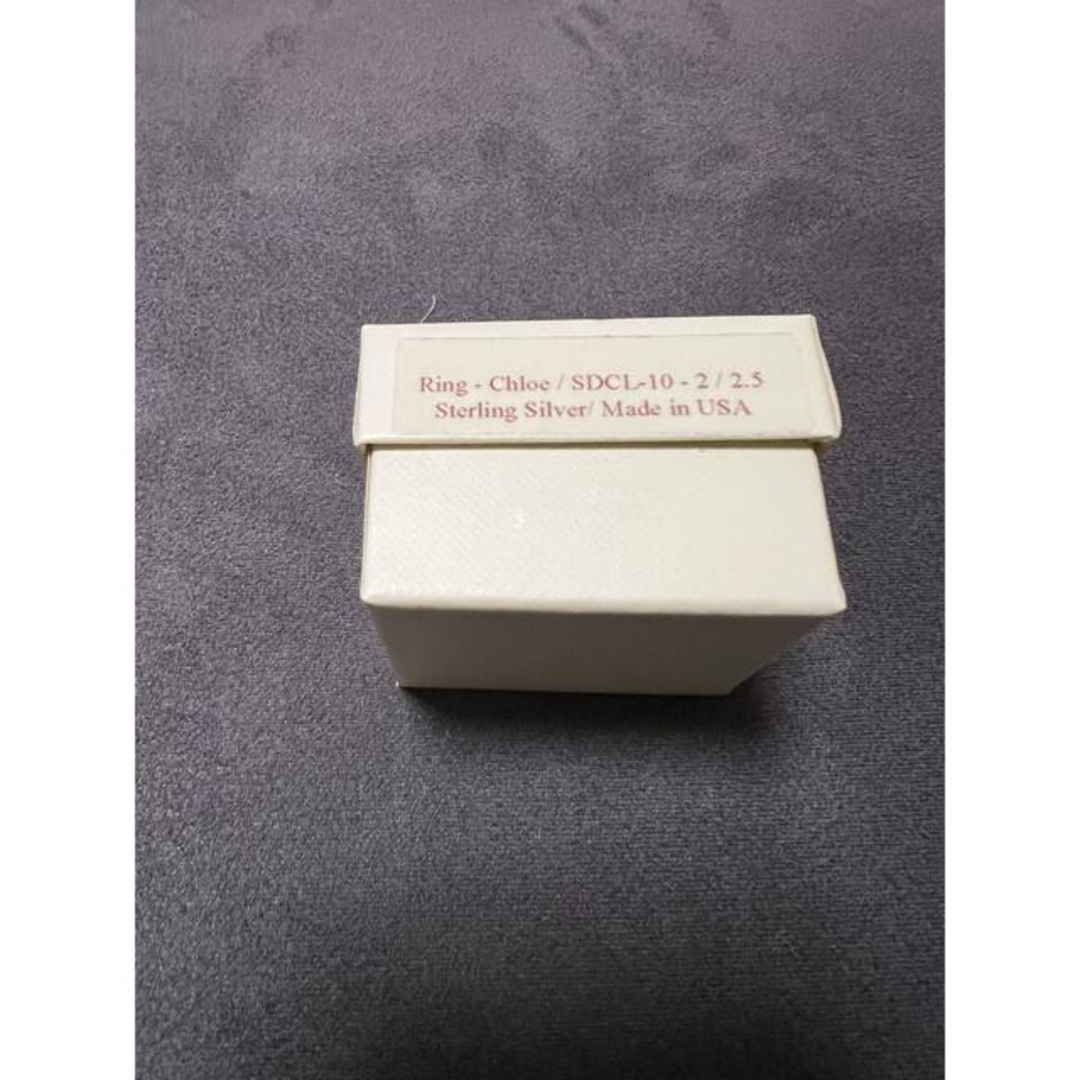 Ring - Chloe / SDCL-10 - 2 / 2.5
Sterling Silver/ Made in USA